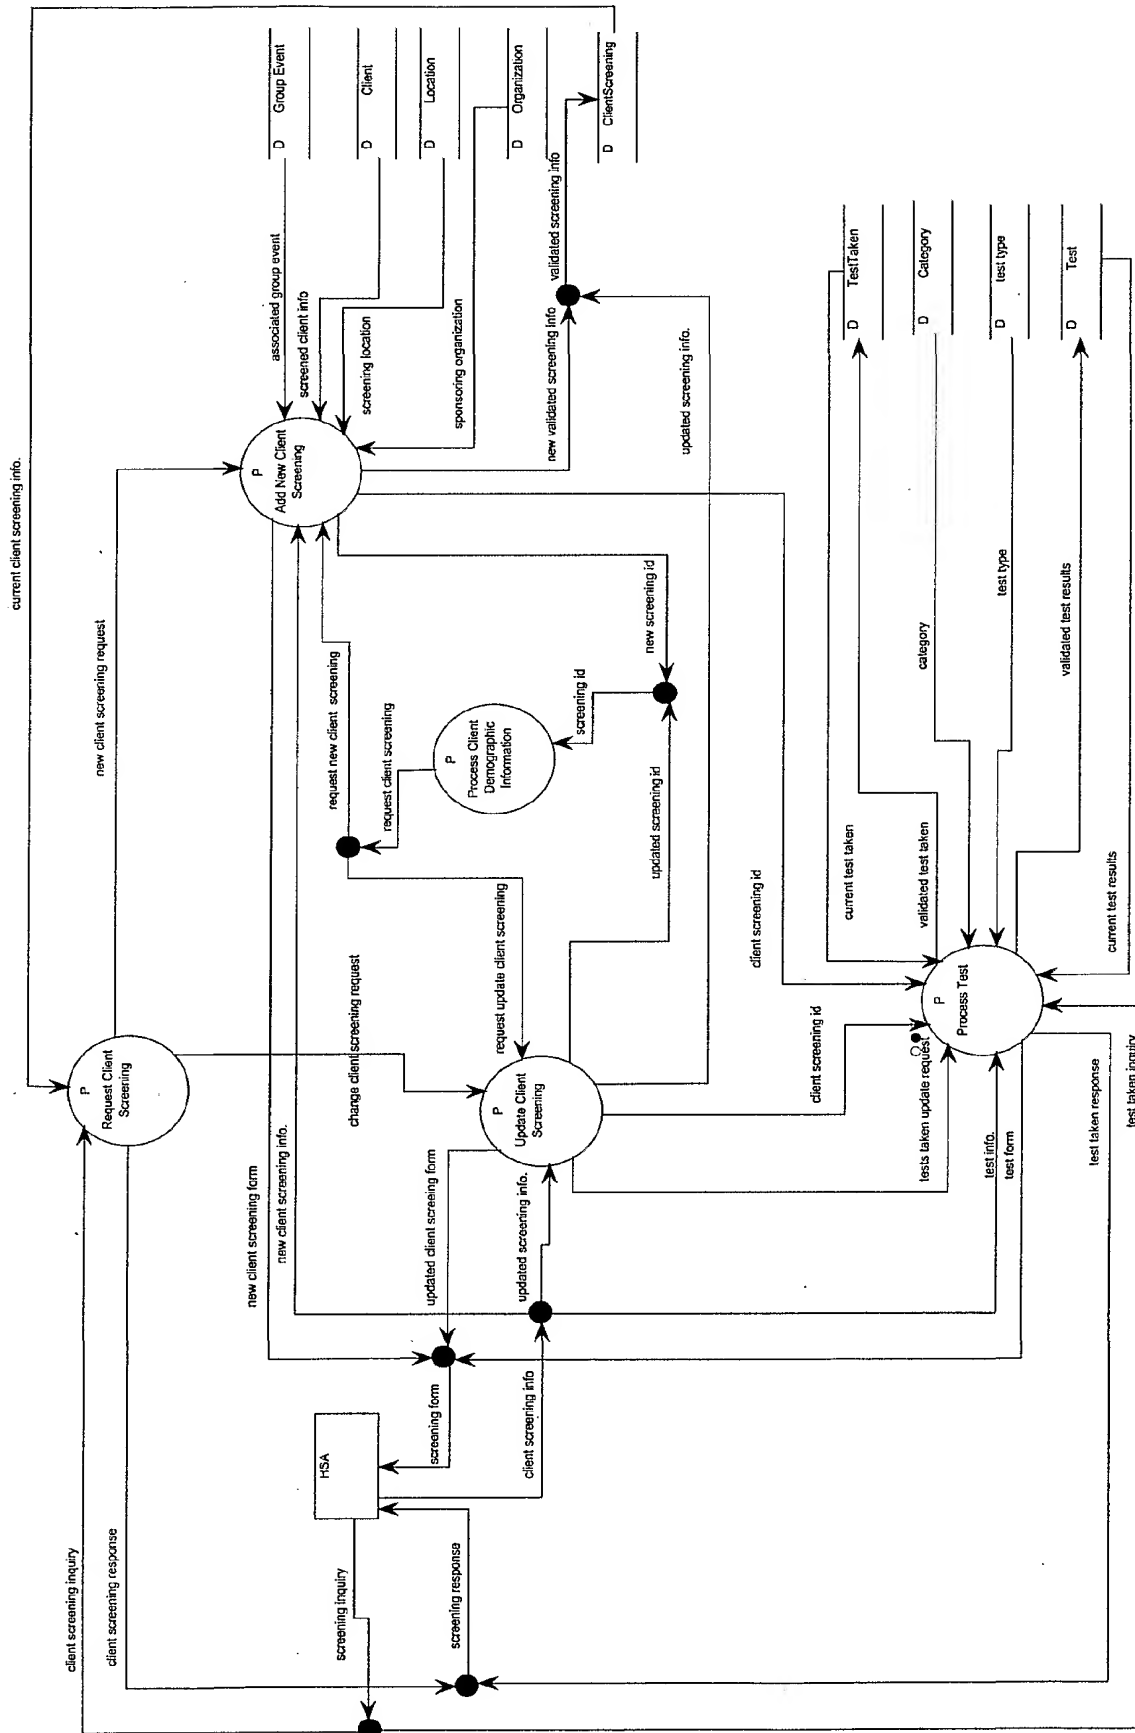 current client screening info.
new client screening request
client screening inquiry
client screening response
P
Request Client
Screening
P
Add New Client
Screening
associated group event
screened client info
screening location
sponsoring organization
D Group Event
D Client
D Location
D Organization
D ClientScreening
new validated screening info
validated screening info
updated screening info.
new client screening form
new client screening info.
change client screening request
request new client screening
request client screening
request update client screening
P
Process Client
Demographic
Information
screening id
new screening id
updated screening id
HSA
screening inquiry
screening response
screening form
client screening info
updated client screeing form
updated screening info.
P
Update Client
Screening
client screening id
client screening id
current test taken
validated test taken
category
test type
validated test results
current test results
D TestTaken
D Category
D test type
D Test
P
Process Test
tests taken update request
test info.
test form
test taken response
test taken inquiry